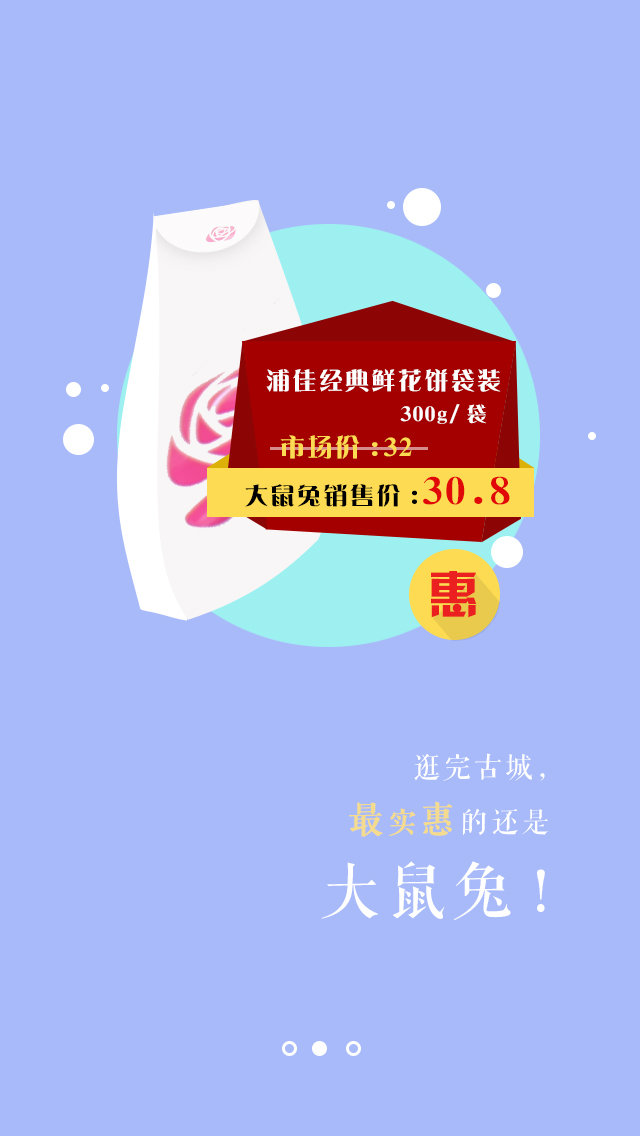 浦佳经典鲜花饼袋装
300g/ 袋
市场价:32
大鼠兔销售价:30.8
惠
逛完古城,
最实惠的还是
大鼠兔!